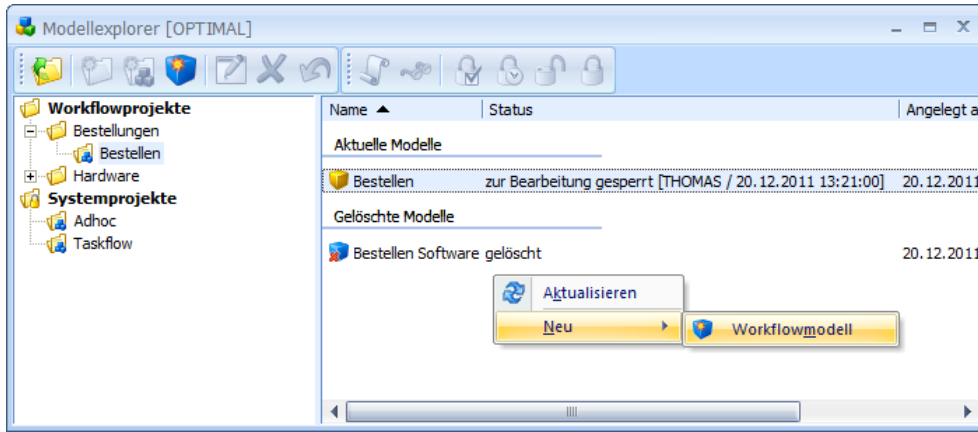 Modellexplorer [OPTIMAL]
Workflowprojekte
Bestellungen
Bestellen
Hardware
Systemprojekte
Adhoc
Taskflow
Name Status Angelegt a
Aktuelle Modelle
Bestellen zur Bearbeitung gesperrt [THOMAS / 20.12.2011 13:21:00] 20.12.2011
Gelöschte Modelle
Bestellen Software gelöscht 20.12.2011
Aktualisieren
Neu Workflowmodell